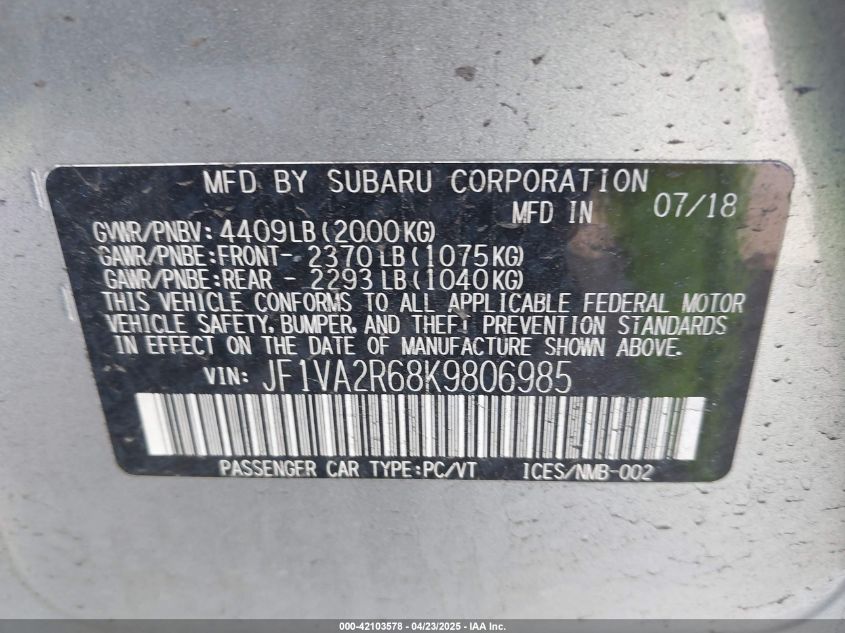 MFD BY SUBARU CORPORATION
MFD IN 07/18
GVWR/PNBV: 4409LB(2000KG)
GAWR/PNBE:FRONT- 2370LB(1075KG)
GAWR/PNBE:REAR - 2293LB(1040KG)
THIS VEHICLE CONFORMS TO ALL APPLICABLE FEDERAL MOTOR
VEHICLE SAFETY, BUMPER, AND THEFT PREVENTION STANDARDS
IN EFFECT ON THE DATE OF MANUFACTURE SHOWN ABOVE.
VIN: JF1VA2R68K9806985
PASSENGER CAR TYPE:PC/VT ICES/NMB-002
000-42103578 - 04/23/2025 - IAA Inc.